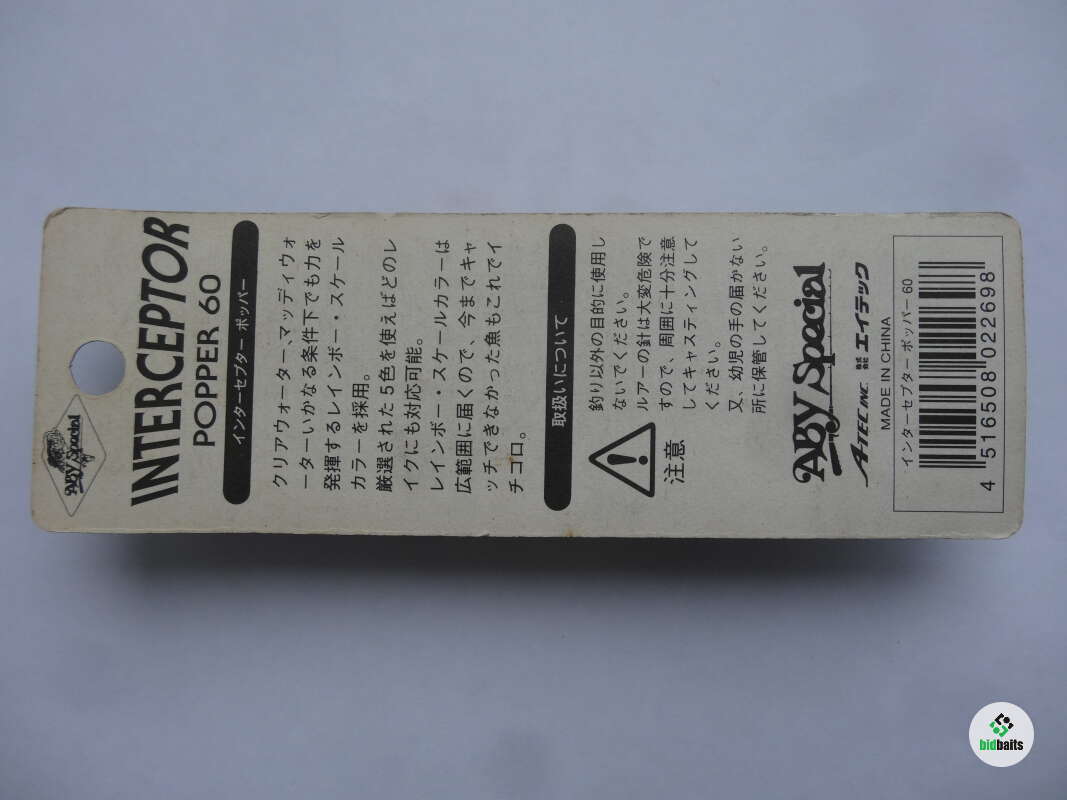 ABY Special
INTERCEPTOR
POPPER 60
インターセプター ポッパー
クリアウォーターマッディウォ
ーターいかなる条件下でも力を
発揮するレインボー・スケール
カラーを採用。
厳選された5色を使えばどのレ
イクにも対応可能。
レインボー・スケールカラーは
広範囲に届くので、今までキャ
ッチできなかった魚もこれでイ
チコロ。
取扱いについて
注意
釣り以外の目的に使用し
ないでください。
ルアーの針は大変危険で
すので、周囲に十分注意
してキャスティングして
ください。
又、幼児の手の届かない
所に保管してください。
ABY Special
A-TEC INC. 株式会社 エイテック
MADE IN CHINA
インターセプター ポッパー60
4 516508 022698
bidbaits